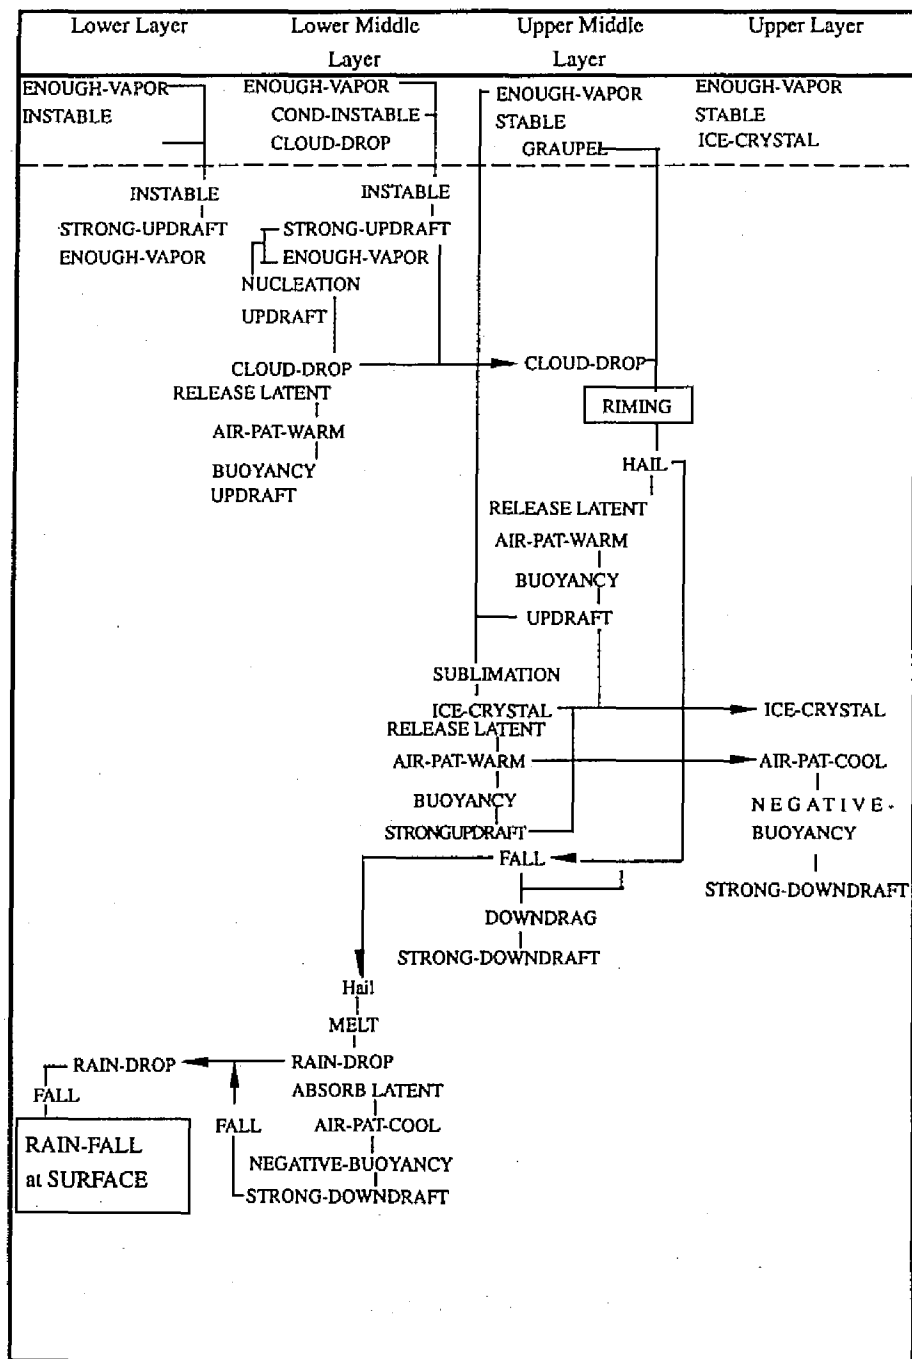 Lower Layer
Lower Middle
Layer
Upper Middle
Layer
Upper Layer
ENOUGH-VAPOR
INSTABLE
ENOUGH-VAPOR
COND-INSTABLE
CLOUD-DROP
ENOUGH-VAPOR
STABLE
GRAUPEL
ENOUGH-VAPOR
STABLE
ICE-CRYSTAL
INSTABLE
STRONG-UPDRAFT
ENOUGH-VAPOR
INSTABLE
STRONG-UPDRAFT
ENOUGH-VAPOR
NUCLEATION
UPDRAFT
CLOUD-DROP
RELEASE LATENT
AIR-PAT-WARM
BUOYANCY
UPDRAFT
CLOUD-DROP
RIMING
HAIL
RELEASE LATENT
AIR-PAT-WARM
BUOYANCY
UPDRAFT
SUBLIMATION
ICE-CRYSTAL
RELEASE LATENT
AIR-PAT-WARM
BUOYANCY
STRONGUPDRAFT
FALL
DOWNDRAG
STRONG-DOWNDRAFT
ICE-CRYSTAL
AIR-PAT-COOL
NEGATIVE-
BUOYANCY
STRONG-DOWNDRAFT
Hail
MELT
RAIN-DROP
ABSORB LATENT
AIR-PAT-COOL
NEGATIVE-BUOYANCY
STRONG-DOWNDRAFT
FALL
RAIN-DROP
FALL
RAIN-FALL
at SURFACE